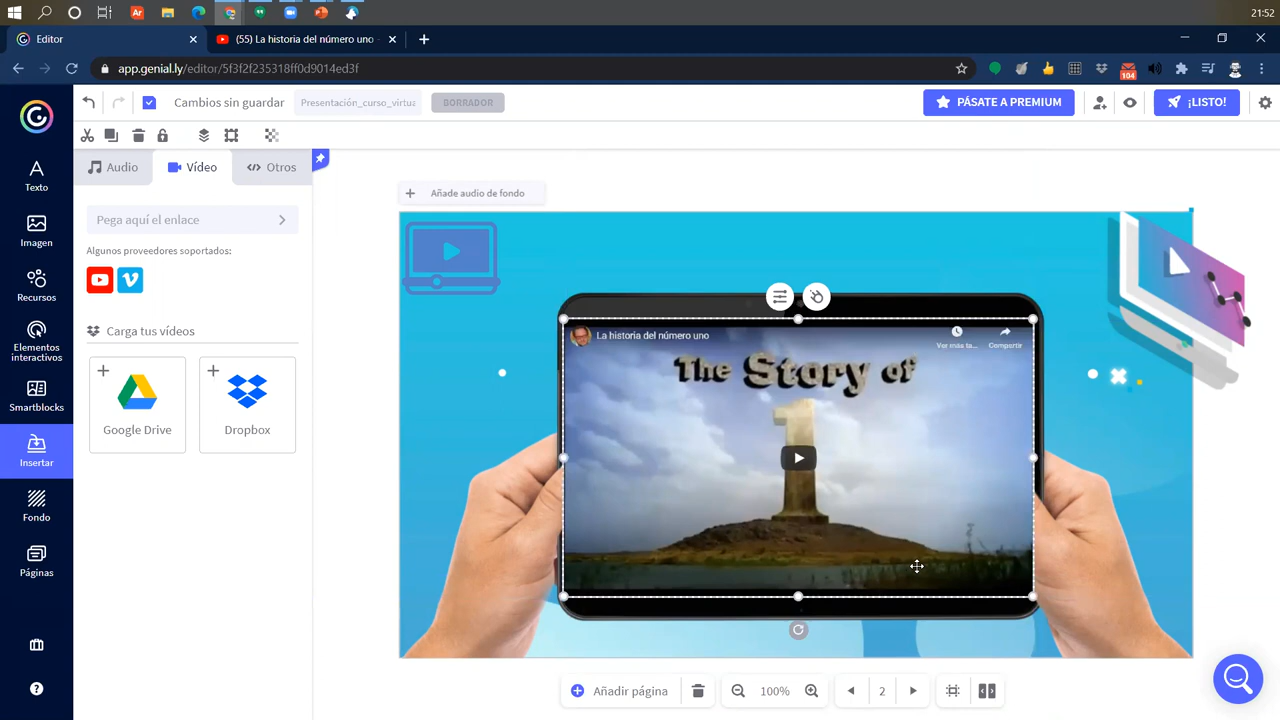 21:52
Ar
Editor
(55) La historia del número uno -
app.genial.ly/editor/5f3f2f235318ff0d9014ed3f
104
Cambios sin guardar
Presentación_curso_virtua
BORRADOR
PÁSATE A PREMIUM
¡LISTO!
Texto
Imagen
Recursos
Elementos
interactivos
Smartblocks
Insertar
Fondo
Páginas
Audio
Vídeo
Otros
Pega aquí el enlace
Algunos proveedores soportados:
Carga tus vídeos
Google Drive
Dropbox
Añade audio de fondo
La historia del número uno
Ver más ta...
Compartir
The Story of
1
Añadir página
100%
2